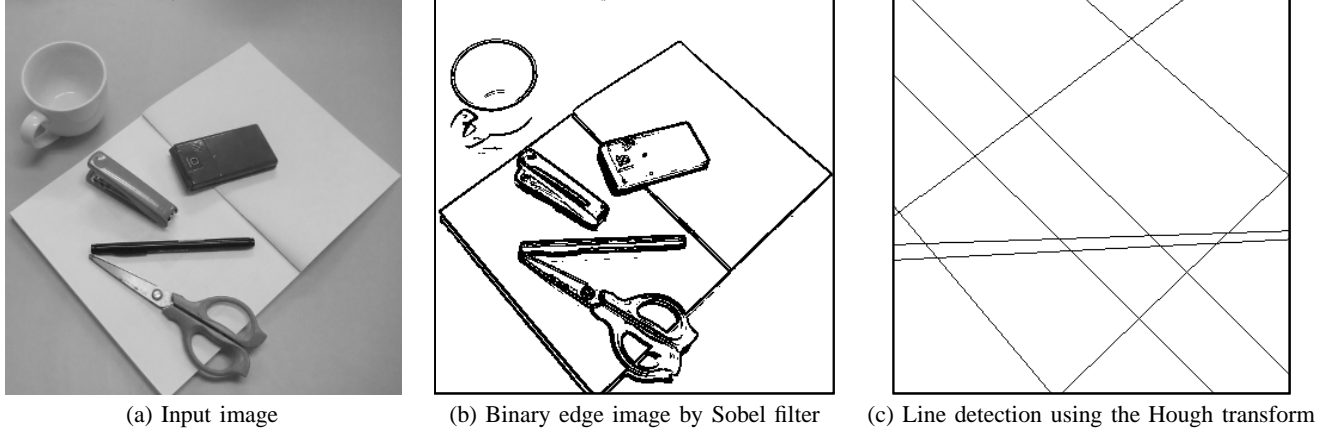 (a) Input image
(b) Binary edge image by Sobel filter
(c) Line detection using the Hough transform